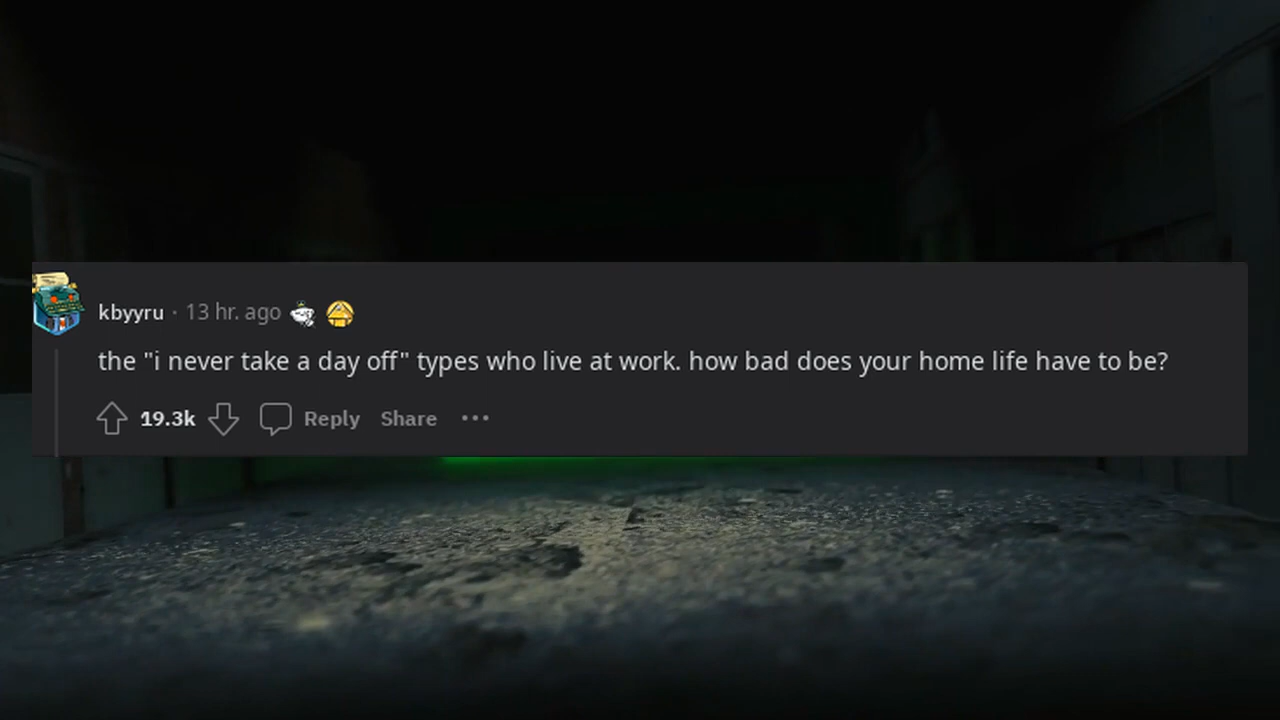 kbyyru · 13 hr. ago
the "i never take a day off" types who live at work. how bad does your home life have to be?
19.3k Reply Share ···